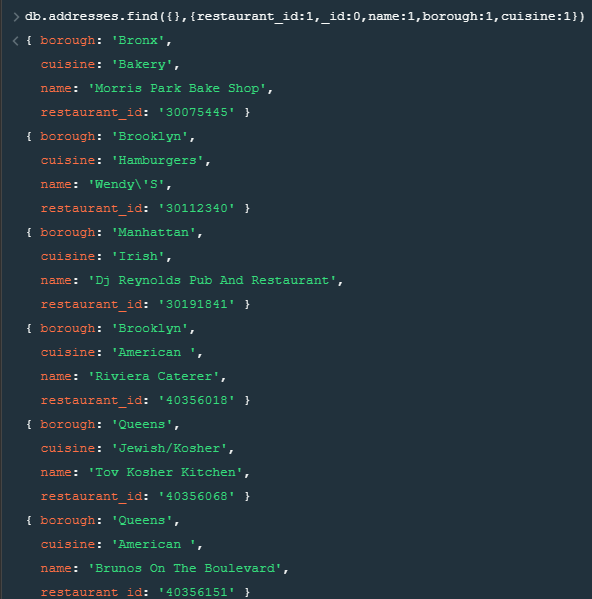 > db.addresses.find({},{restaurant_id:1,_id:0,name:1,borough:1,cuisine:1})
< { borough: 'Bronx',
cuisine: 'Bakery',
name: 'Morris Park Bake Shop',
restaurant_id: '30075445' }
{ borough: 'Brooklyn',
cuisine: 'Hamburgers',
name: 'Wendy\'S',
restaurant_id: '30112340' }
{ borough: 'Manhattan',
cuisine: 'Irish',
name: 'Dj Reynolds Pub And Restaurant',
restaurant_id: '30191841' }
{ borough: 'Brooklyn',
cuisine: 'American ',
name: 'Riviera Caterer',
restaurant_id: '40356018' }
{ borough: 'Queens',
cuisine: 'Jewish/Kosher',
name: 'Tov Kosher Kitchen',
restaurant_id: '40356068' }
{ borough: 'Queens',
cuisine: 'American ',
name: 'Brunos On The Boulevard',
restaurant_id: '40356151' }